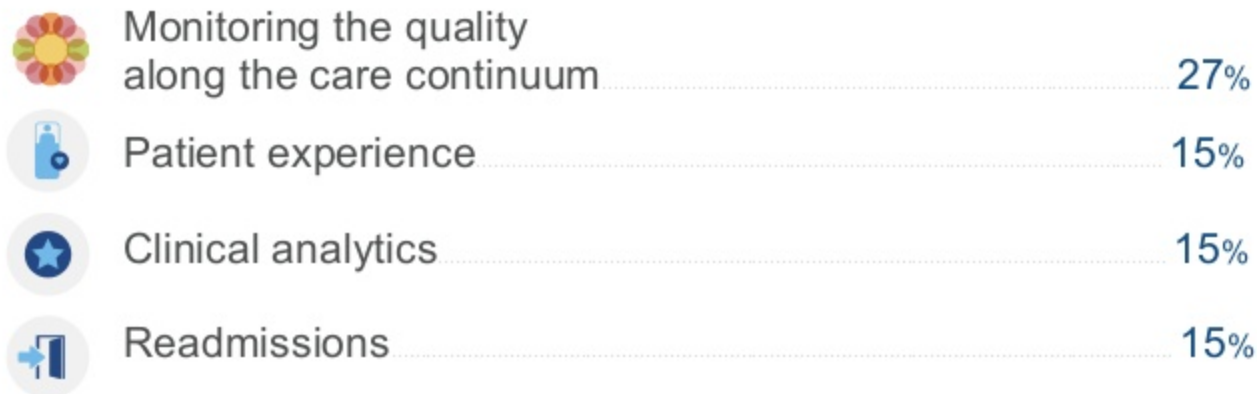 Monitoring the quality
along the care continuum 27%
Patient experience 15%
Clinical analytics 15%
Readmissions 15%